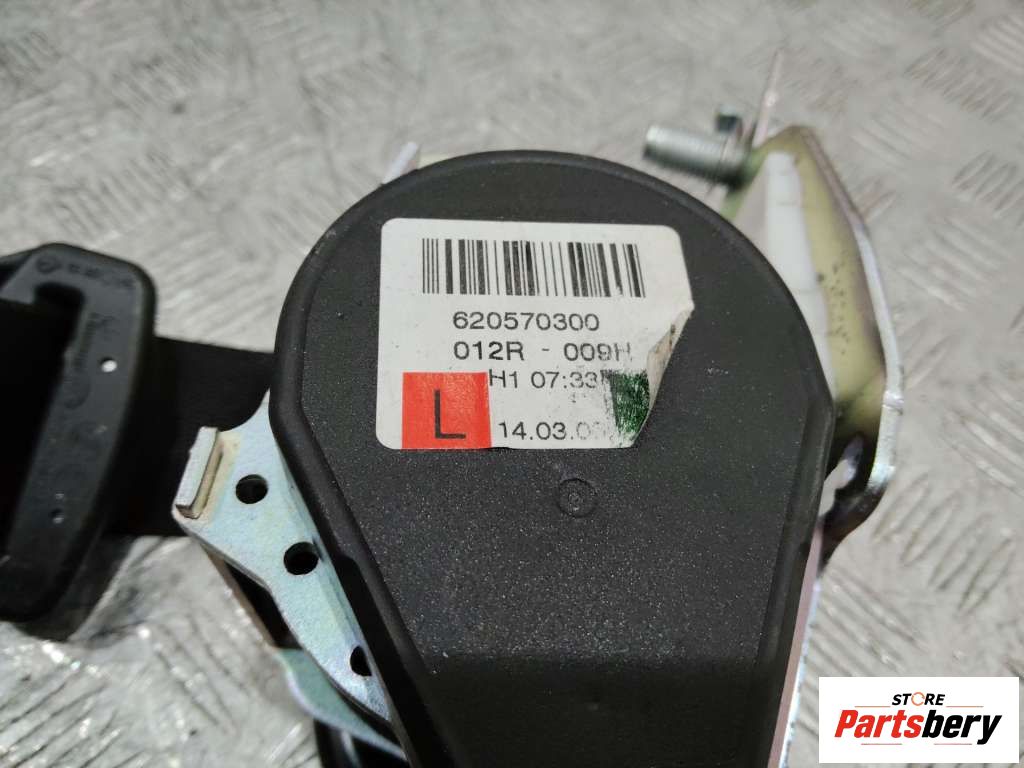 620570300
012R - 009H
H1 07:33
L 14.03.0
STORE
Partsbery